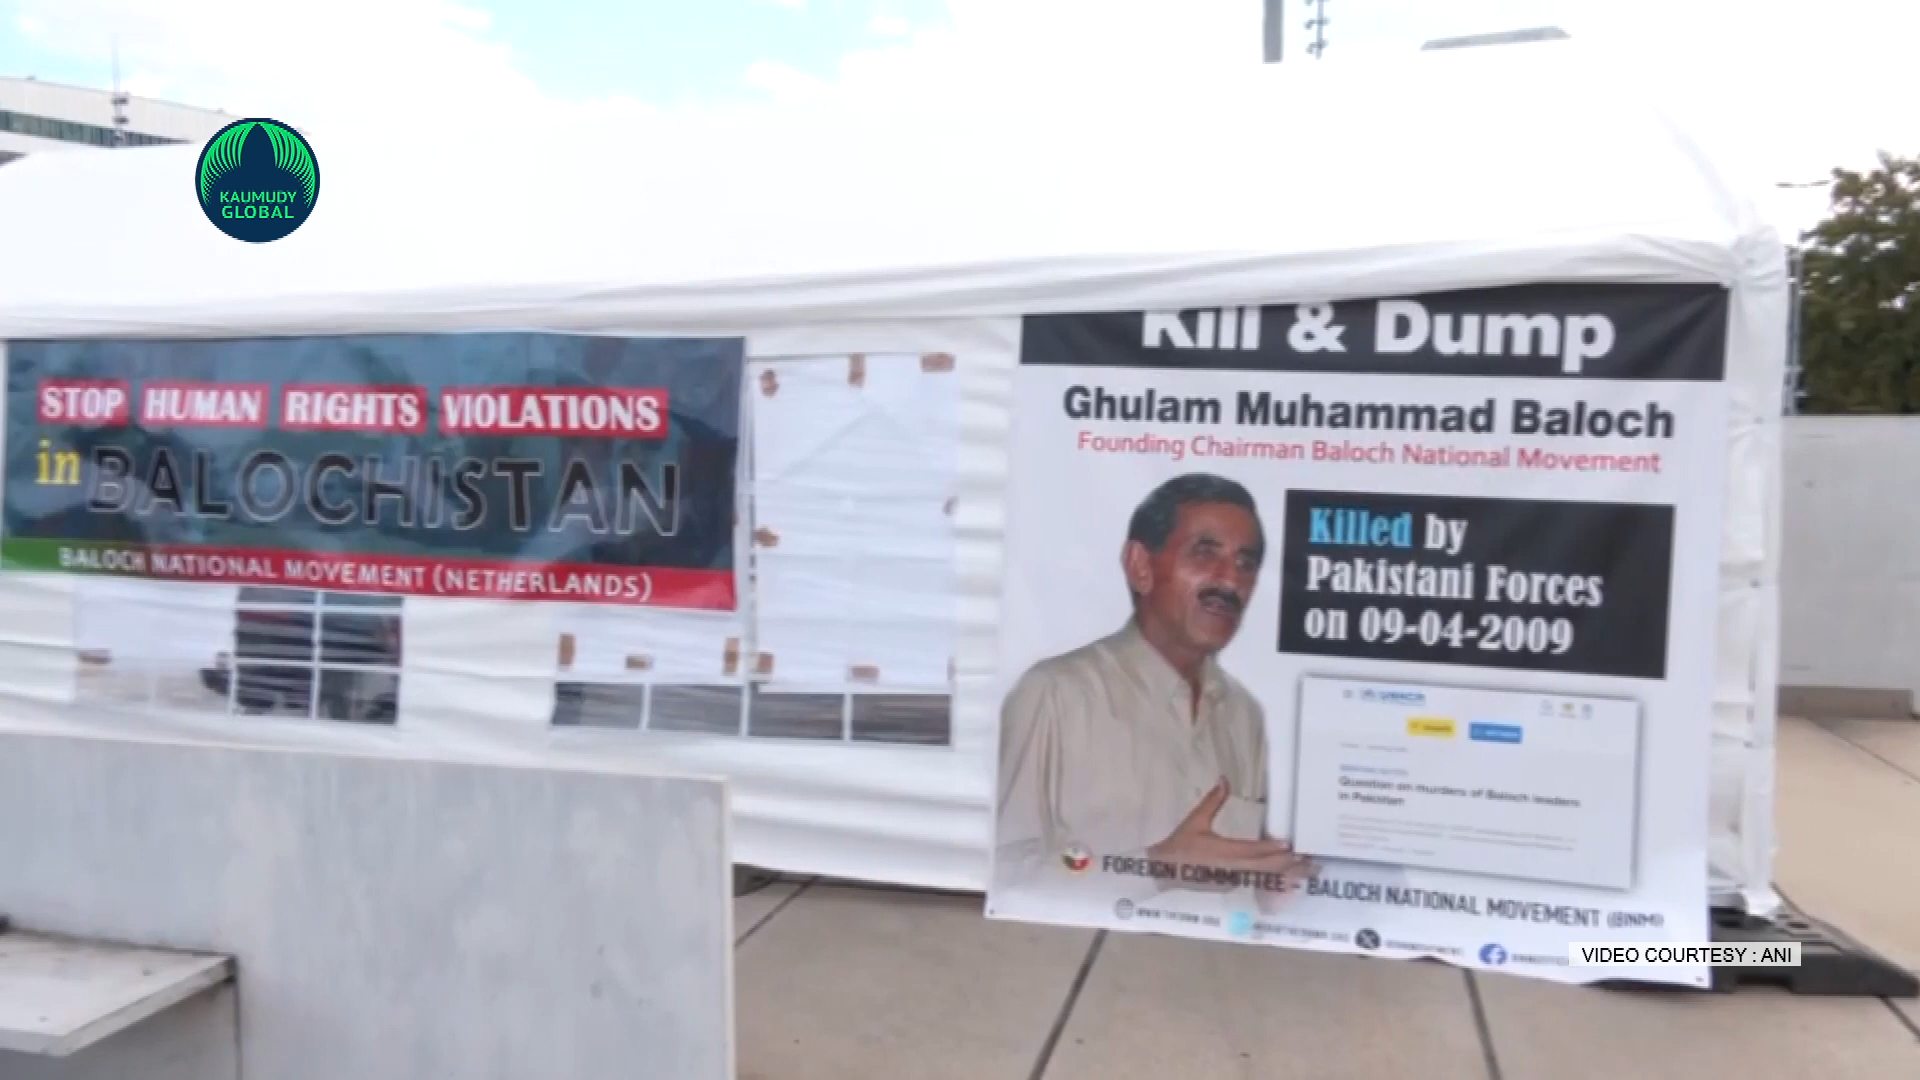 KAUMUDY
GLOBAL
STOP HUMAN RIGHTS VIOLATIONS
in BALOCHISTAN
BALOCH NATIONAL MOVEMENT (NETHERLANDS)
Kill & Dump
Ghulam Muhammad Baloch
Founding Chairman Baloch National Movement
Killed by
Pakistani Forces
on 09-04-2009
Question on murders of Baloch leaders
in Pakistan
FOREIGN COMMITTEE - BALOCH NATIONAL MOVEMENT (BNM)
VIDEO COURTESY : ANI